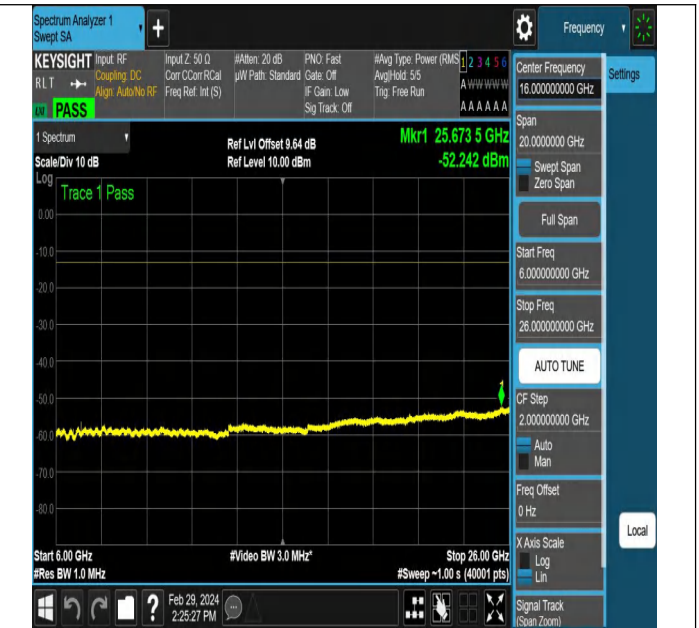 Spectrum Analyzer 1
Swept SA
+
Frequency
KEYSIGHT
RLT
PASS
Input: RF
Coupling: DC
Align: Auto/No RF
Input Z: 50 Ω
Corr CCorr RCal
Freq Ref: Int (S)
#Atten: 20 dB
µW Path: Standard
PNO: Fast
Gate: Off
IF Gain: Low
Sig Track: Off
#Avg Type: Power (RMS
Avg|Hold: 5/5
Trig: Free Run
1 2 3 4 5 6
A W W W W W
A A A A A A
1 Spectrum
Scale/Div 10 dB
Ref Lvl Offset 9.64 dB
Ref Level 10.00 dBm
Mkr1 25.673 5 GHz
-52.242 dBm
Log
Trace 1 Pass
0.00
-10.0
-20.0
-30.0
-40.0
-50.0
-60.0
-70.0
-80.0
1
Start 6.00 GHz
#Res BW 1.0 MHz
#Video BW 3.0 MHz*
Stop 26.00 GHz
#Sweep ~1.00 s (40001 pts)
Center Frequency
16.000000000 GHz
Settings
Span
20.0000000 GHz
Swept Span
Zero Span
Full Span
Start Freq
6.000000000 GHz
Stop Freq
26.000000000 GHz
AUTO TUNE
CF Step
2.000000000 GHz
Auto
Man
Freq Offset
0 Hz
X Axis Scale
Log
Lin
Local
Signal Track
(Span Zoom)
?
Feb 29, 2024
2:25:27 PM